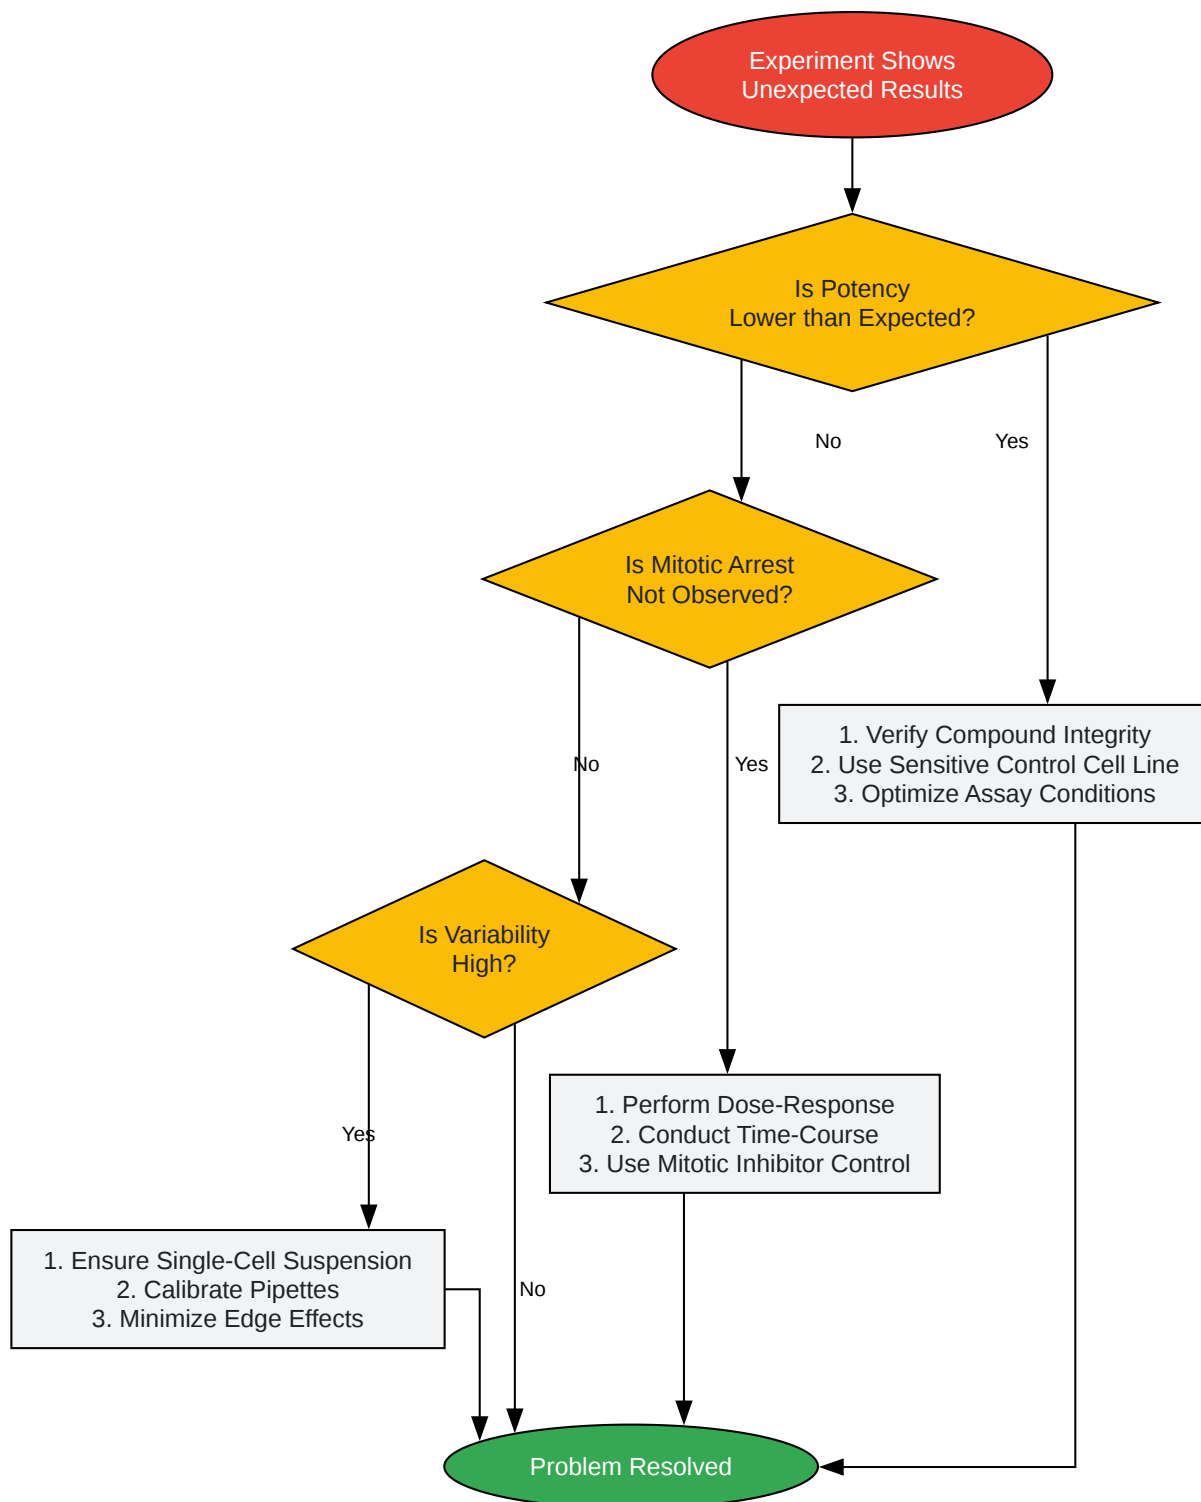 Experiment Shows
Unexpected Results
Is Potency
Lower than Expected?
No
Yes
Is Mitotic Arrest
Not Observed?
No
Yes
1. Verify Compound Integrity
2. Use Sensitive Control Cell Line
3. Optimize Assay Conditions
Is Variability
High?
Yes
1. Perform Dose-Response
2. Conduct Time-Course
3. Use Mitotic Inhibitor Control
1. Ensure Single-Cell Suspension
2. Calibrate Pipettes
3. Minimize Edge Effects
No
Problem Resolved